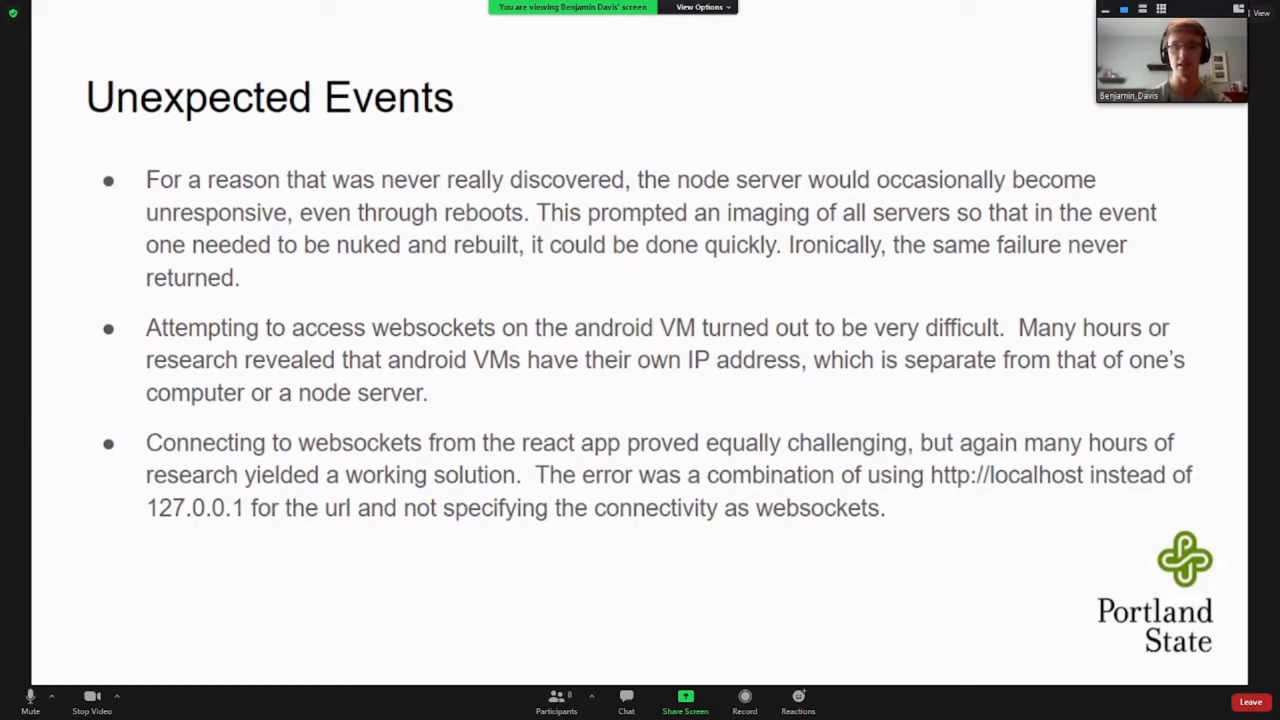 You are viewing Benjamin Davis' screen
View Options
View
Benjamin Davis
Unexpected Events
● For a reason that was never really discovered, the node server would occasionally become
unresponsive, even through reboots. This prompted an imaging of all servers so that in the event
one needed to be nuked and rebuilt, it could be done quickly. Ironically, the same failure never
returned.
● Attempting to access websockets on the android VM turned out to be very difficult. Many hours or
research revealed that android VMs have their own IP address, which is separate from that of one's
computer or a node server.
● Connecting to websockets from the react app proved equally challenging, but again many hours of
research yielded a working solution. The error was a combination of using http://localhost instead of
127.0.0.1 for the url and not specifying the connectivity as websockets.
Portland
State
Mute
Stop Video
Participants
8
Chat
Share Screen
Record
Reactions
Leave